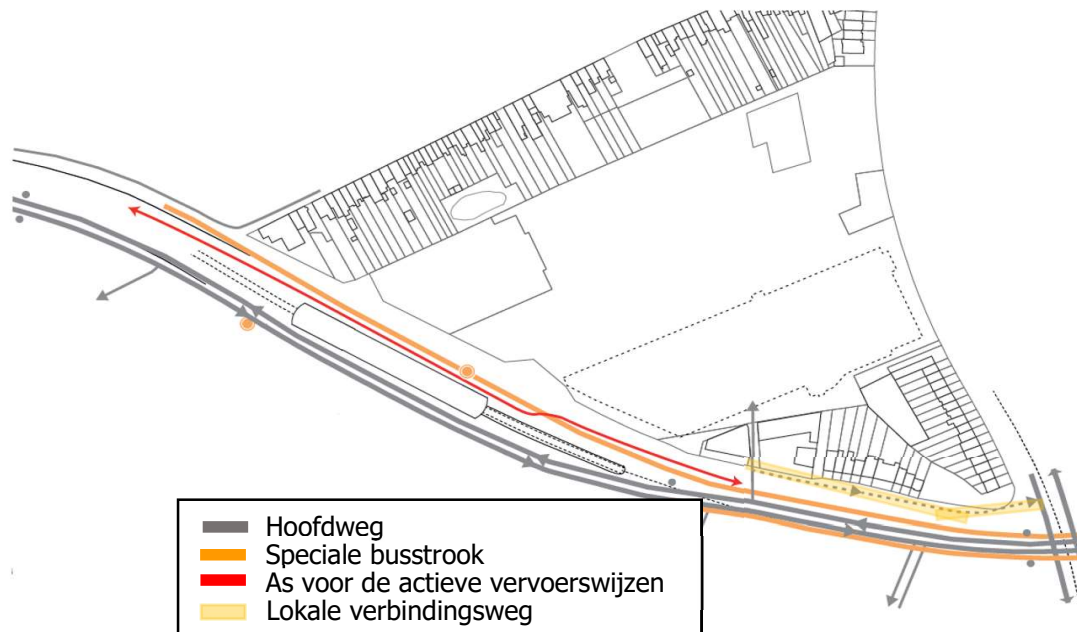 Hoofdweg
Speciale busstrook
As voor de actieve vervoerswijzen
Lokale verbindingsweg